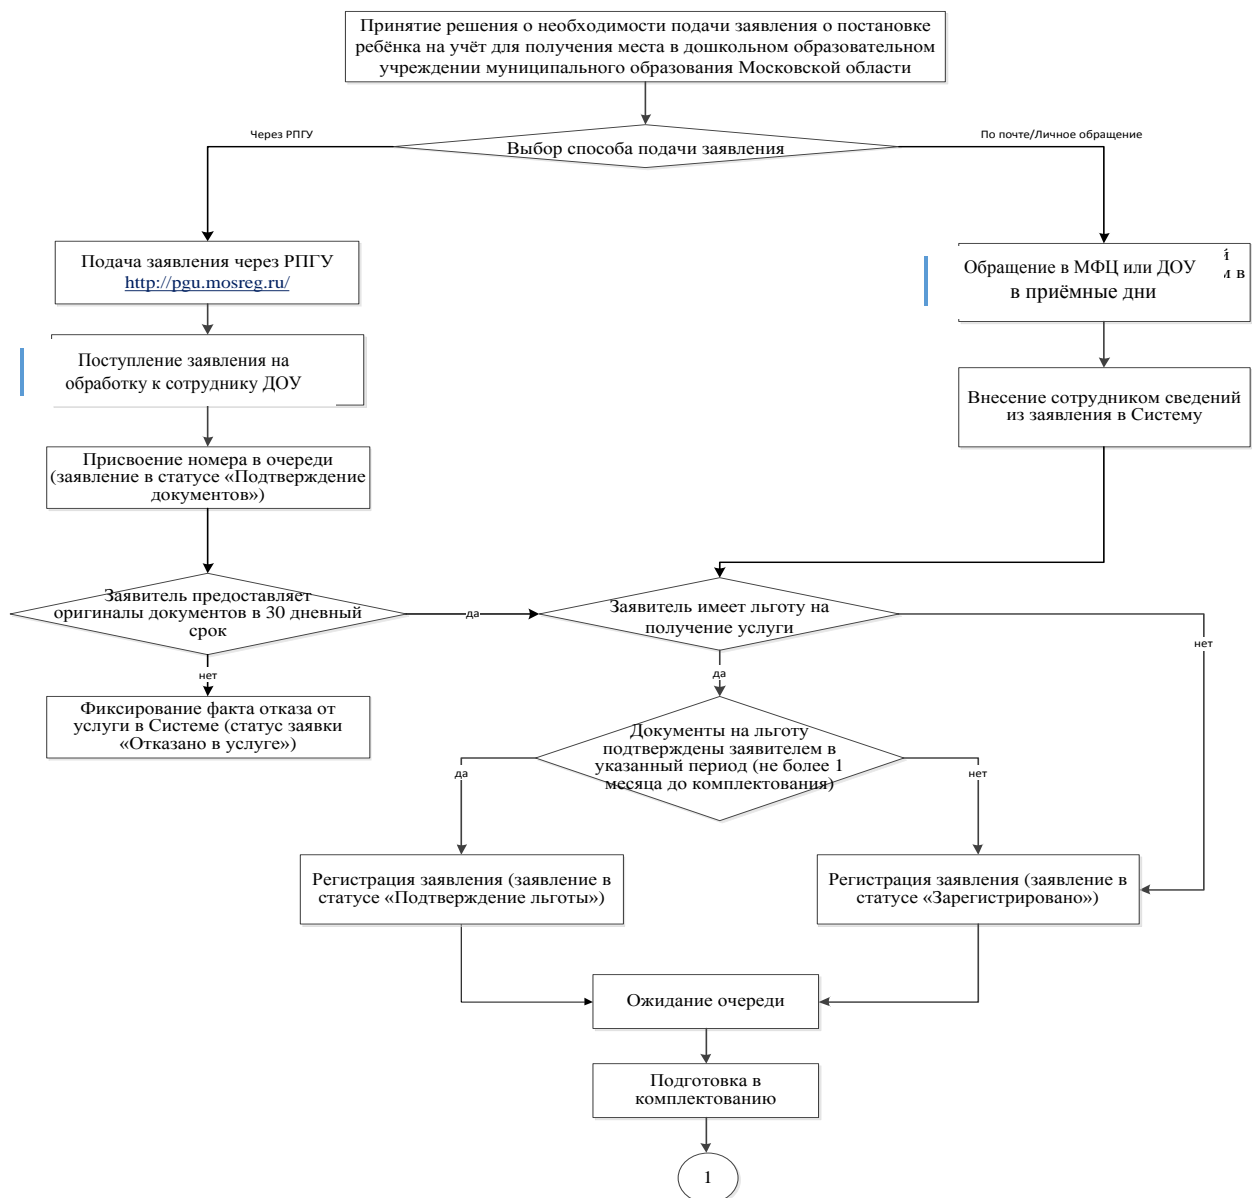 Принятие решения о необходимости подачи заявления о постановке
ребёнка на учёт для получения места в дошкольном образовательном
учреждении муниципального образования Московской области
Через РПГУ
По почте/Личное обращение
Выбор способа подачи заявления
Подача заявления через РПГУ
http://pgu.mosreg.ru/
Обращение в МФЦ или ДОУ
в приёмные дни
м в
Поступление заявления на
обработку к сотруднику ДОУ
Внесение сотрудником сведений
из заявления в Систему
Присвоение номера в очереди
(заявление в статусе «Подтверждение
документов»)
Заявитель предоставляет
оригиналы документов в 30 дневный
срок
да
Заявитель имеет льготу на
получение услуги
нет
нет
да
Фиксирование факта отказа от
услуги в Системе (статус заявки
«Отказано в услуге»)
Документы на льготу
подтверждены заявителем в
указанный период (не более 1
месяца до комплектования)
да
нет
Регистрация заявления (заявление в
статусе «Подтверждение льготы»)
Регистрация заявления (заявление в
статусе «Зарегистрировано»)
Ожидание очереди
Подготовка в
комплектованию
1